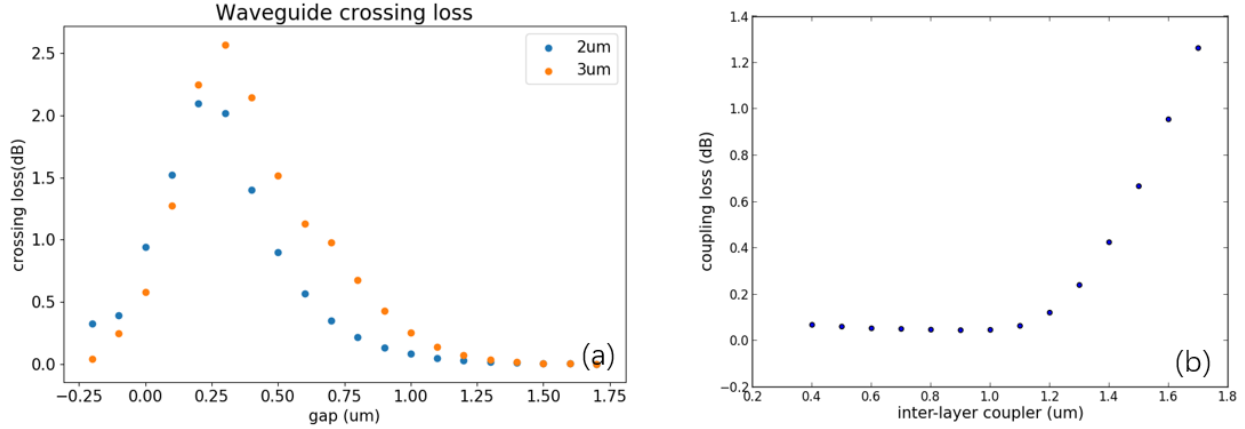 Waveguide crossing loss
crossing loss(dB)
2.5
2.0
1.5
1.0
0.5
0.0
2um
3um
(a)
−0.25 0.00 0.25 0.50 0.75 1.00 1.25 1.50 1.75
gap (um)
coupling loss (dB)
1.4
1.2
1.0
0.8
0.6
0.4
0.2
0.0
−0.2
(b)
0.2 0.4 0.6 0.8 1.0 1.2 1.4 1.6 1.8
inter-layer coupler (um)